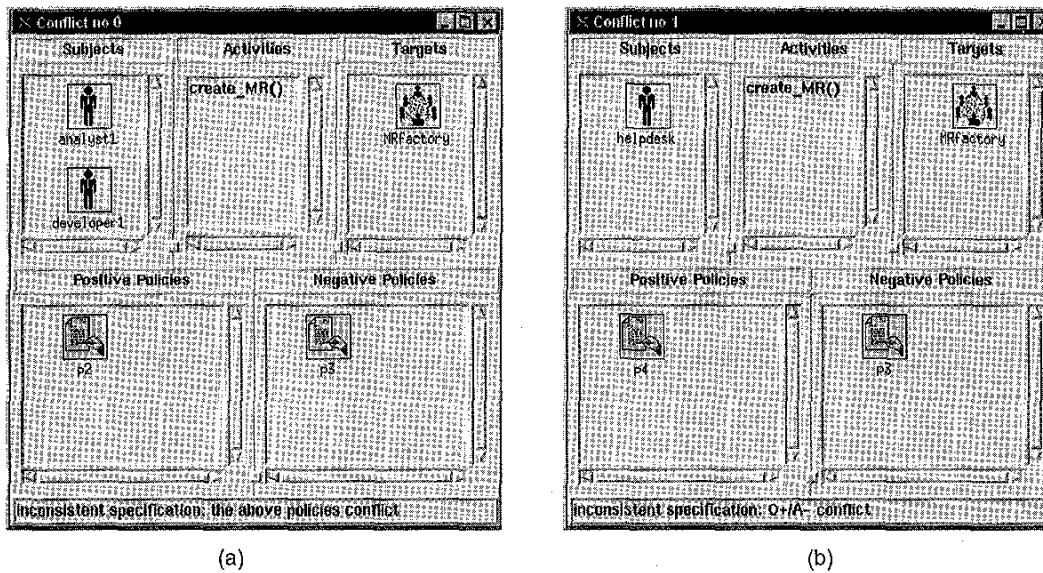 Conflict no 0
Subjects Activities Targets
create_MR()
analyst1 MRfactory
developer1
Positive Policies Negative Policies
p2 p3
inconsistent specification: the above policies conflict
(a)
Conflict no 1
Subjects Activities Targets
create_MR()
helpdesk MRfactory
Positive Policies Negative Policies
p4 p3
inconsistent specification: O+/A- conflict
(b)